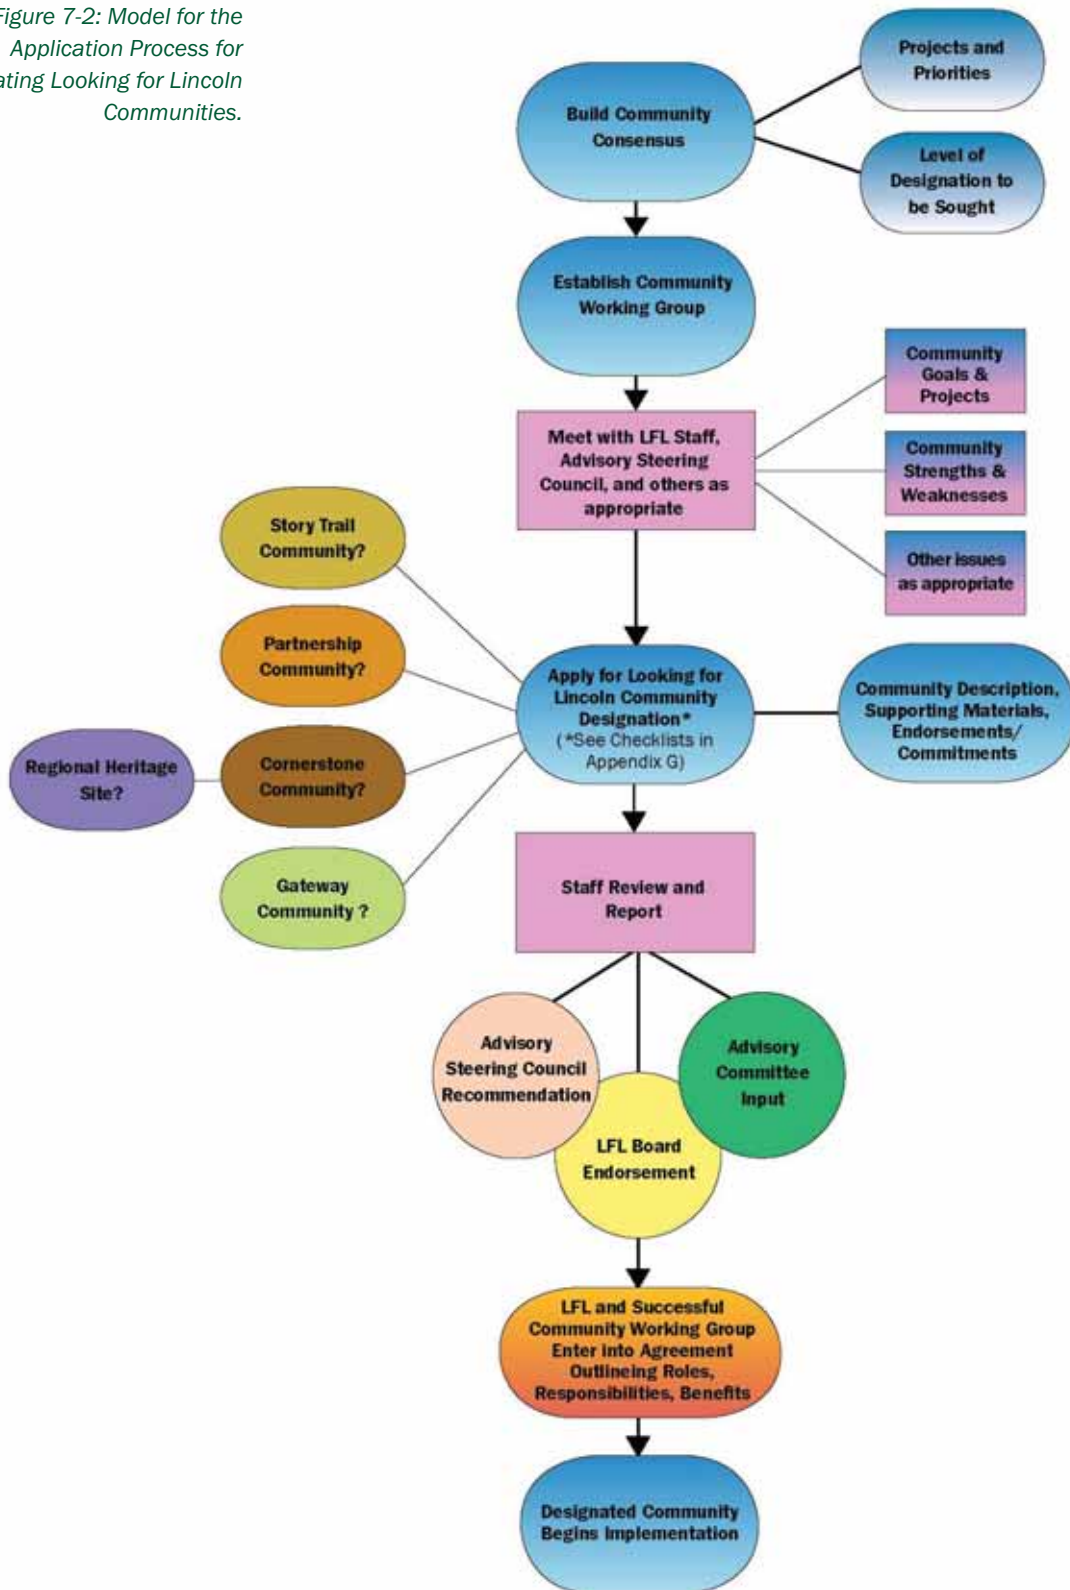 Figure 7-2: Model for the
Application Process for
ating Looking for Lincoln
Communities.
Projects and
Priorities
Build Community
Consensus
Level of
Designation to
be Sought
Establish Community
Working Group
Community
Goals &
Projects
Meet with LFL Staff,
Advisory Steering
Council, and others as
appropriate
Community
Strengths &
Weaknesses
Other issues
as appropriate
Story Trail
Community?
Partnership
Community?
Apply for Looking for
Lincoln Community
Designation*
(*See Checklists in
Appendix G)
Community Description,
Supporting Materials,
Endorsements/
Commitments
Regional Heritage
Site?
Cornerstone
Community?
Gateway
Community ?
Staff Review and
Report
Advisory
Steering Council
Recommendation
Advisory
Committee
Input
LFL Board
Endorsement
LFL and Successful
Community Working Group
Enter into Agreement
Outlineing Roles,
Responsibilities, Benefits
Designated Community
Begins Implementation